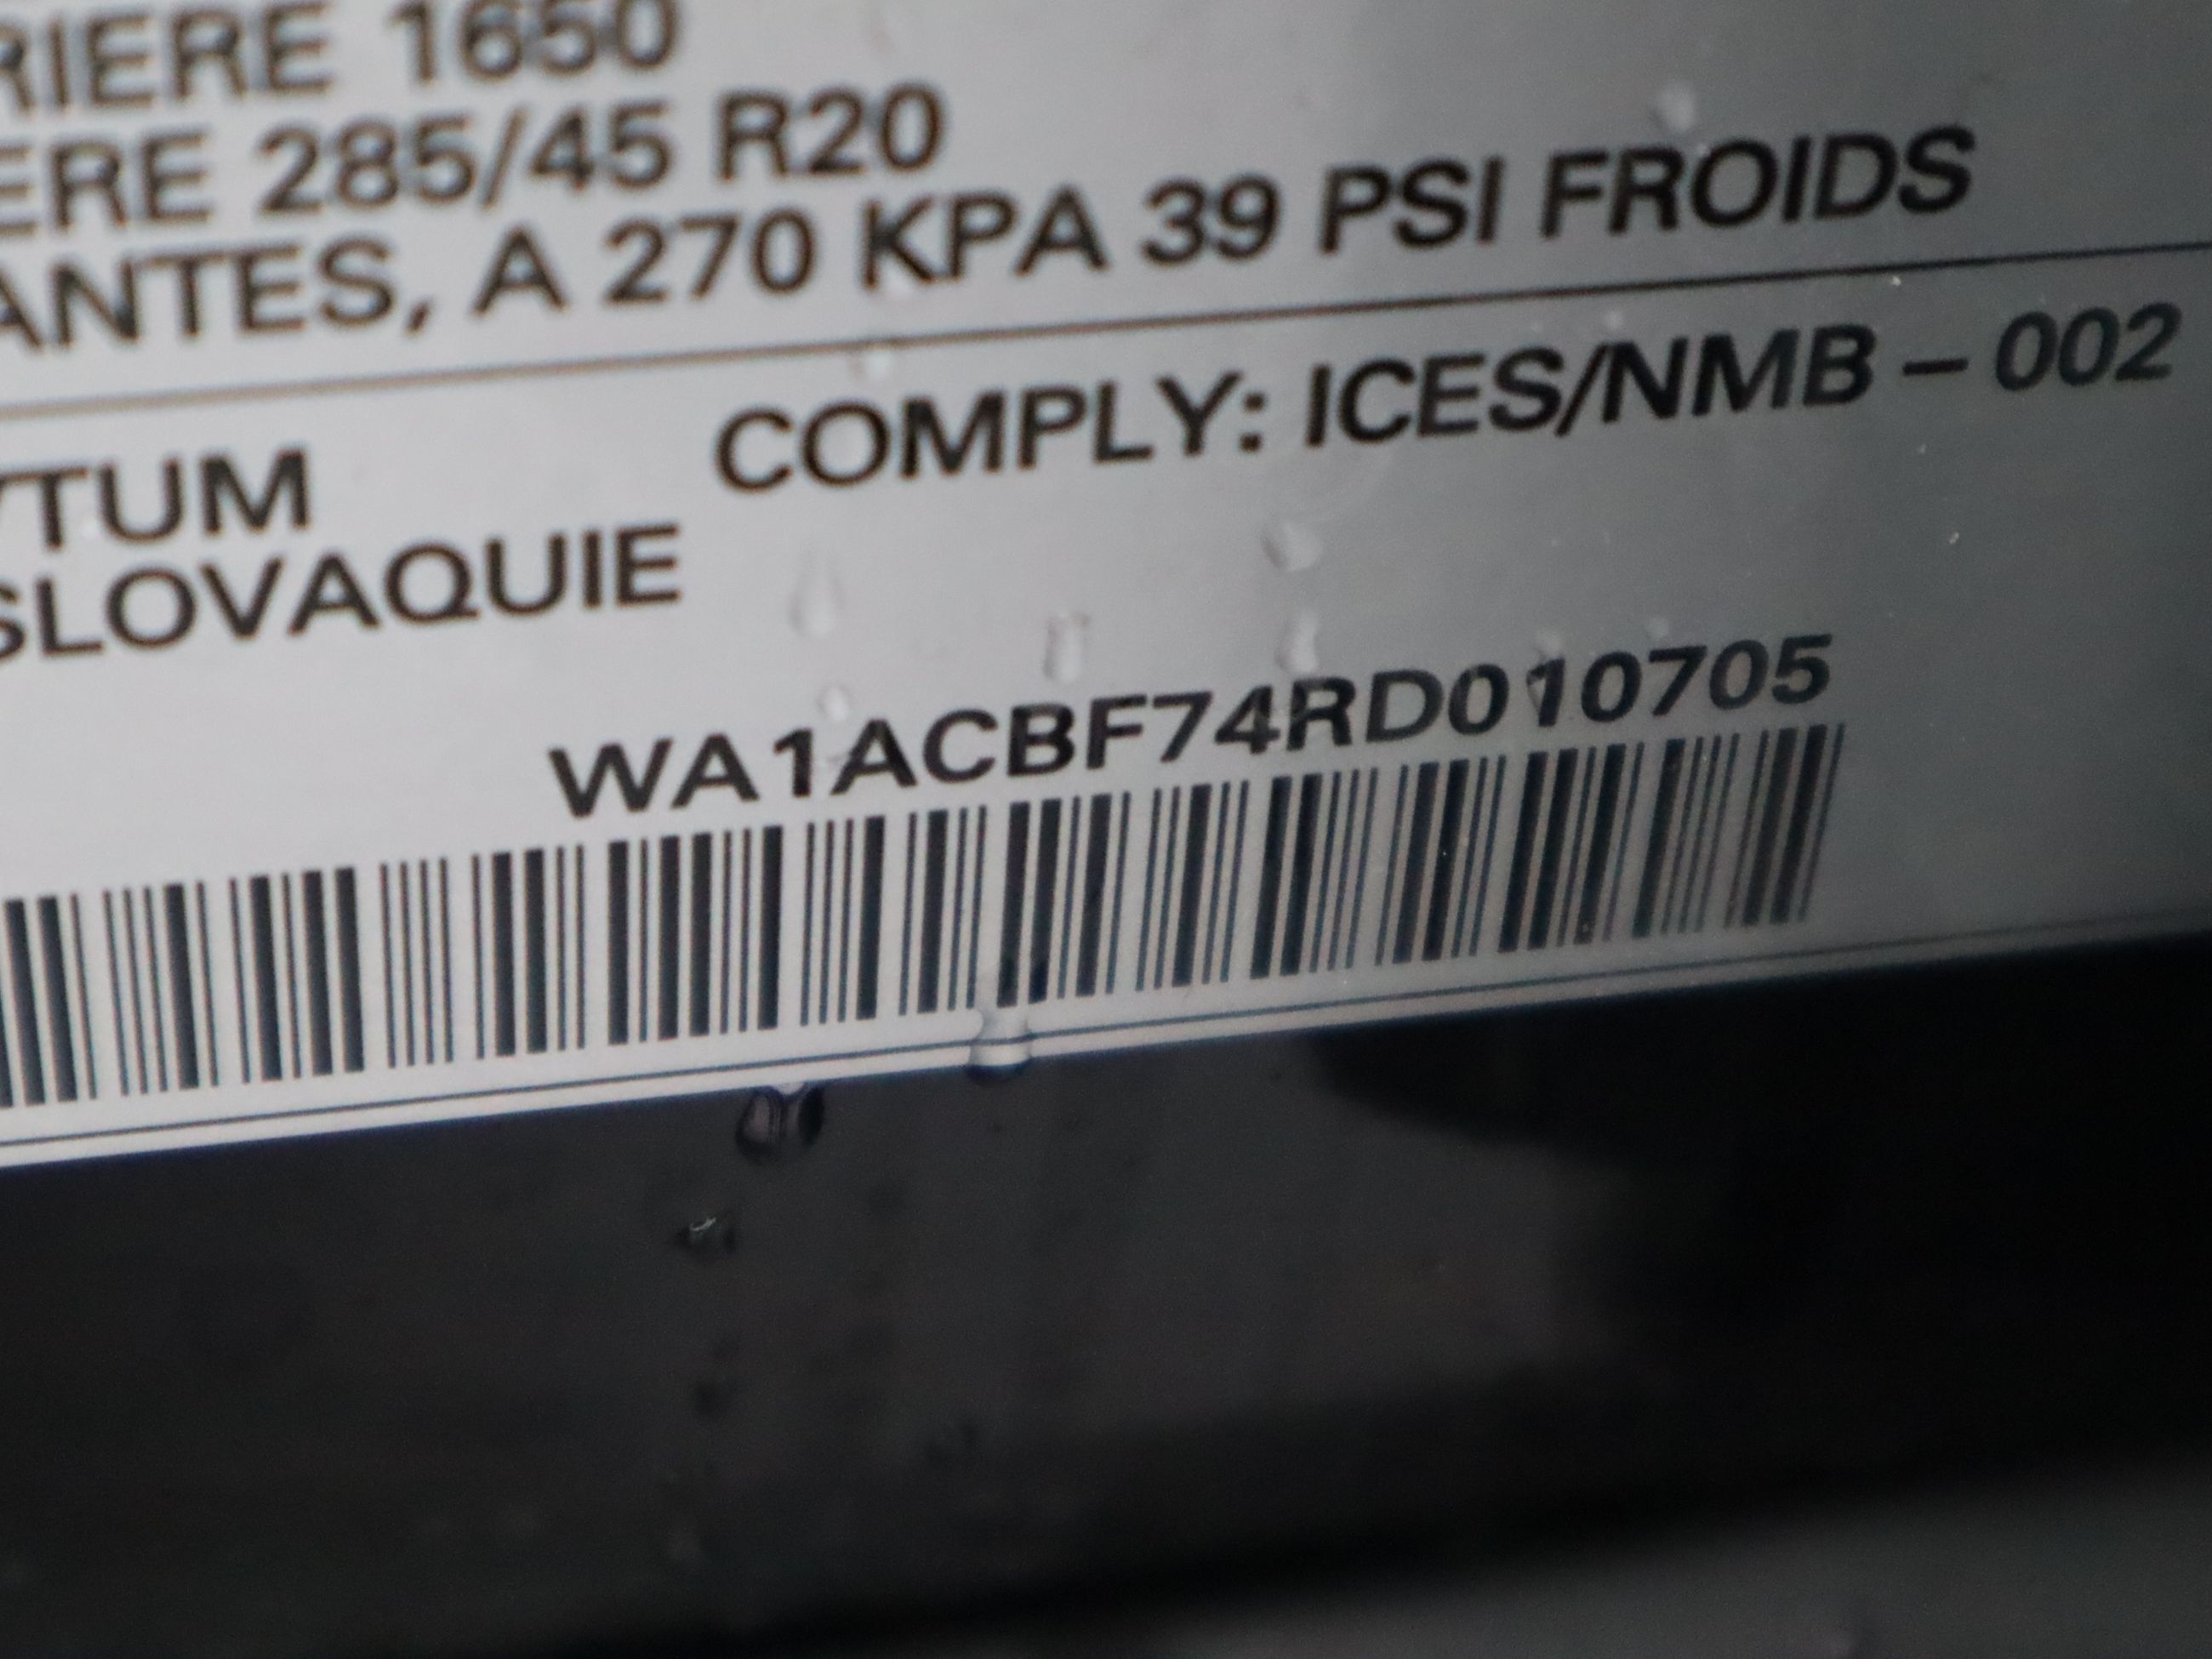 RIERE 1650
ERE 285/45 R20
ANTES, A 270 KPA 39 PSI FROIDS
TUM
COMPLY: ICES/NMB – 002
SLOVAQUIE
WA1ACBF74RD010705